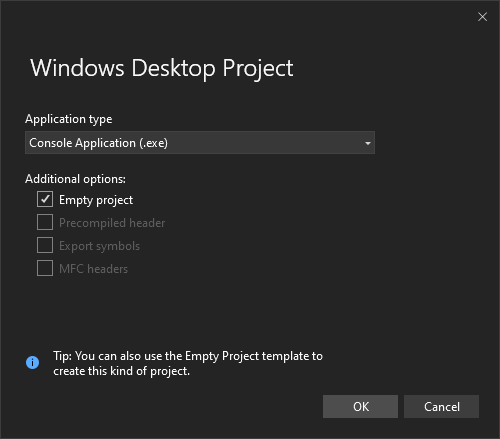 Windows Desktop Project
Application type
Console Application (.exe)
Additional options:
Empty project
Precompiled header
Export symbols
MFC headers
Tip: You can also use the Empty Project template to
create this kind of project.
OK Cancel